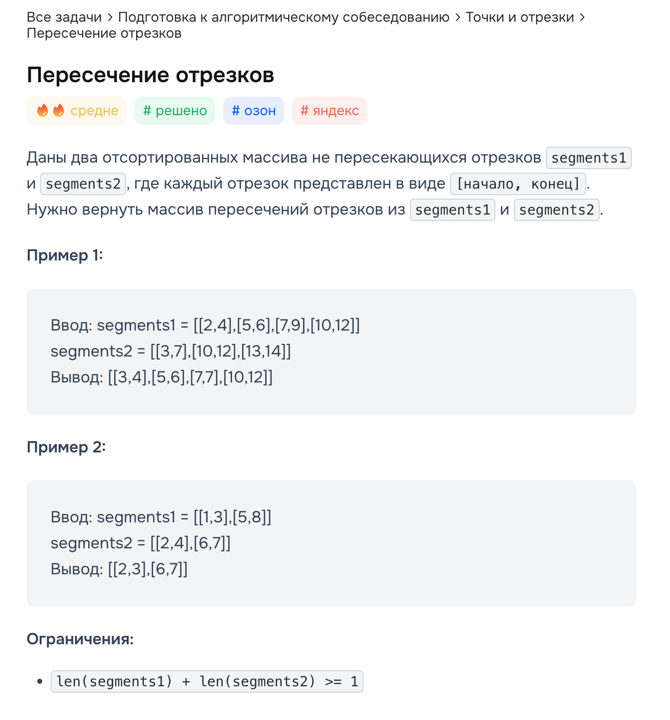 Все задачи > Подготовка к алгоритмическому собеседованию > Точки и отрезки >
Пересечение отрезков
Пересечение отрезков
🔥🔥 средне # решено # озон # яндекс
Даны два отсортированных массива не пересекающихся отрезков segments1
и segments2, где каждый отрезок представлен в виде [начало, конец].
Нужно вернуть массив пересечений отрезков из segments1 и segments2.
Пример 1:
Ввод: segments1 = [[2,4],[5,6],[7,9],[10,12]]
segments2 = [[3,7],[10,12],[13,14]]
Вывод: [[3,4],[5,6],[7,7],[10,12]]
Пример 2:
Ввод: segments1 = [[1,3],[5,8]]
segments2 = [[2,4],[6,7]]
Вывод: [[2,3],[6,7]]
Ограничения:
• len(segments1) + len(segments2) >= 1